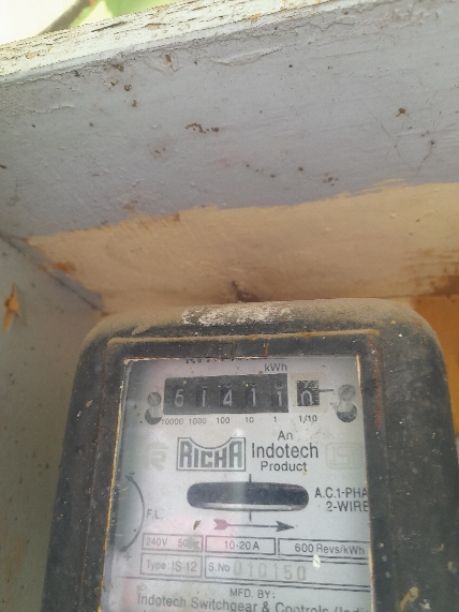 kWh
5 1 4 1 1 0
10000 1000 100 10 1 1/10
An
RICHA Indotech
Product
A.C.1-PHA
2-WIRE
F.L.
240V 50 10-20A 600 Revs/kWh
Type IS-12 S.No 010150
MFD. BY:
Indotech Switchgear & Controls